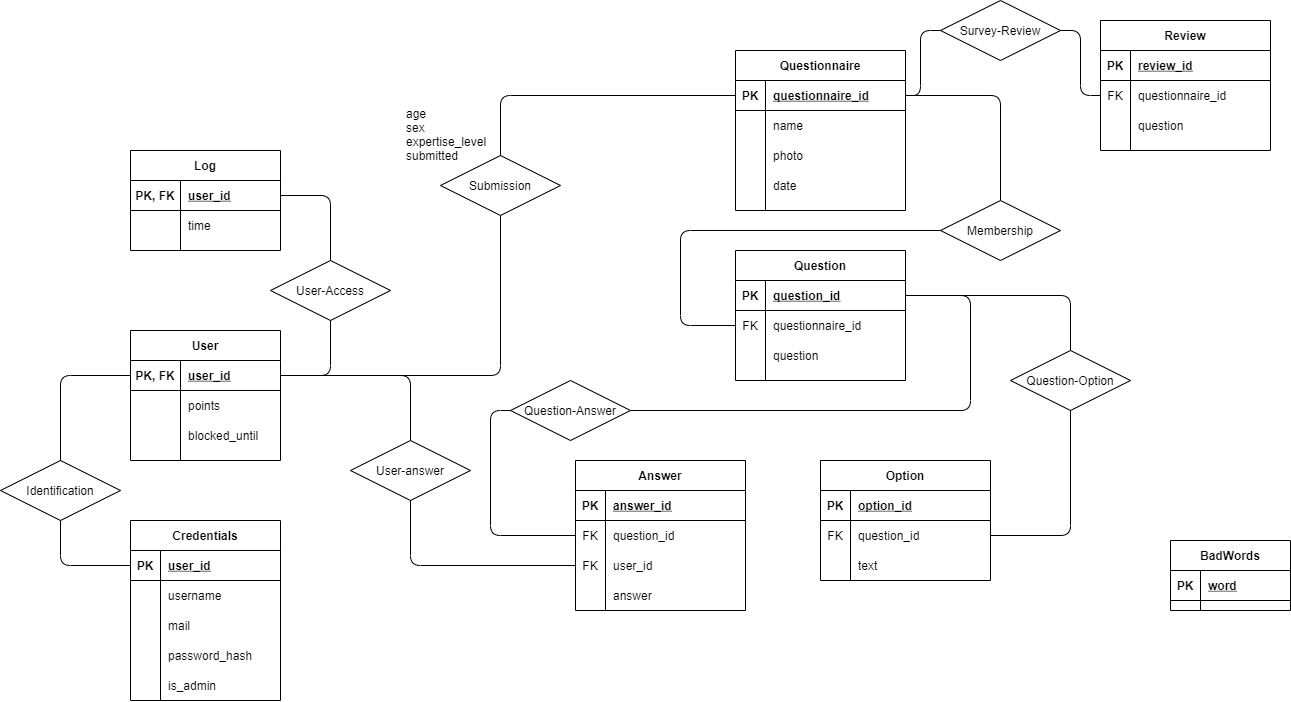 Survey-Review
Review
PK review_id
FK questionnaire_id
question
Questionnaire
PK questionnaire_id
name
photo
date
age
sex
expertise_level
submitted
Submission
Log
PK, FK user_id
time
User-Access
Membership
Question
PK question_id
FK questionnaire_id
question
User
PK, FK user_id
points
blocked_until
Question-Answer
Question-Option
User-answer
Identification
Answer
PK answer_id
FK question_id
FK user_id
answer
Option
PK option_id
FK question_id
text
Credentials
PK user_id
username
mail
password_hash
is_admin
BadWords
PK word